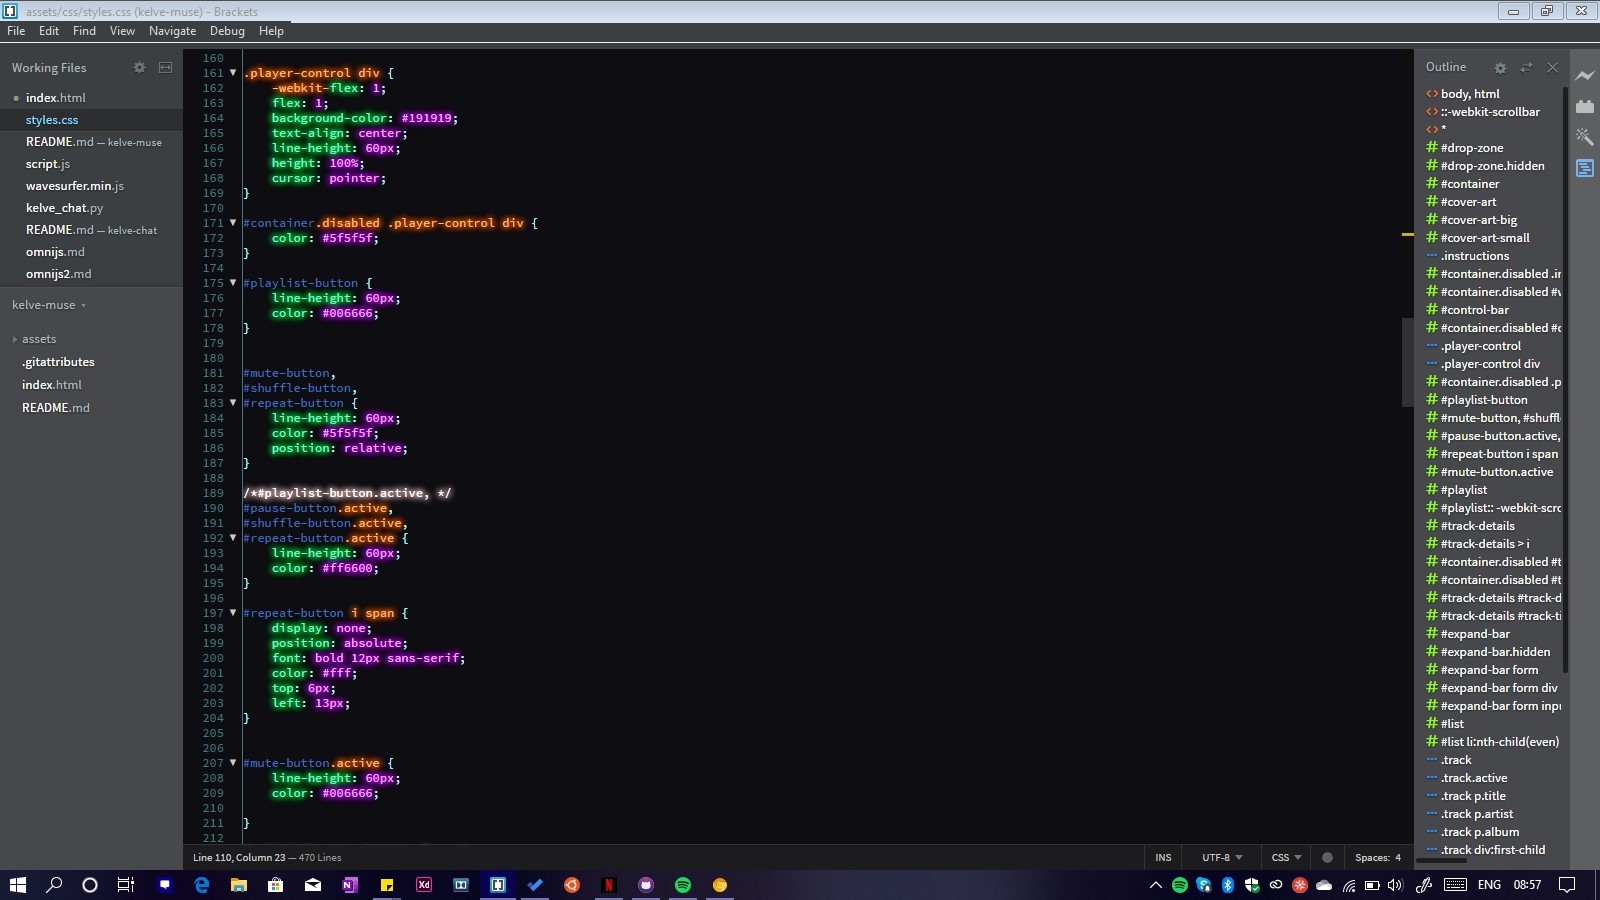 assets/css/styles.css (kelve-muse) - Brackets
File Edit Find View Navigate Debug Help
Working Files
index.html
styles.css
README.md — kelve-muse
script.js
wavesurfer.min.js
kelve_chat.py
README.md — kelve-chat
omnijs.md
omnijs2.md
kelve-muse
assets
.gitattributes
index.html
README.md
160
161 .player-control div {
162 -webkit-flex: 1;
163 flex: 1;
164 background-color: #191919;
165 text-align: center;
166 line-height: 60px;
167 height: 100%;
168 cursor: pointer;
169 }
170
171 #container.disabled .player-control div {
172 color: #5f5f5f;
173 }
174
175 #playlist-button {
176 line-height: 60px;
177 color: #006666;
178 }
179
180
181 #mute-button,
182 #shuffle-button,
183 #repeat-button {
184 line-height: 60px;
185 color: #5f5f5f;
186 position: relative;
187 }
188
189 /*#playlist-button.active, */
190 #pause-button.active,
191 #shuffle-button.active,
192 #repeat-button.active {
193 line-height: 60px;
194 color: #ff6600;
195 }
196
197 #repeat-button i span {
198 display: none;
199 position: absolute;
200 font: bold 12px sans-serif;
201 color: #fff;
202 top: 6px;
203 left: 13px;
204 }
205
206
207 #mute-button.active {
208 line-height: 60px;
209 color: #006666;
210
211 }
212
Outline
<> body, html
<> ::-webkit-scrollbar
<> *
# #drop-zone
# #drop-zone.hidden
# #container
# #cover-art
# #cover-art-big
# #cover-art-small
.instructions
# #container.disabled .i
# #container.disabled #
# #control-bar
# #container.disabled #
.player-control
.player-control div
# #container.disabled .p
# #playlist-button
# #mute-button, #shuffl
# #pause-button.active,
# #repeat-button i span
# #mute-button.active
# #playlist
# #playlist:: -webkit-scro
# #track-details
# #track-details > i
# #container.disabled #t
# #container.disabled #t
# #track-details #track-d
# #track-details #track-ti
# #expand-bar
# #expand-bar.hidden
# #expand-bar form
# #expand-bar form div
# #expand-bar form inpu
# #list
# #list li:nth-child(even)
.track
.track.active
.track p.title
.track p.artist
.track p.album
.track div:first-child
Line 110, Column 23 — 470 Lines
INS UTF-8 CSS Spaces: 4
ENG 08:57